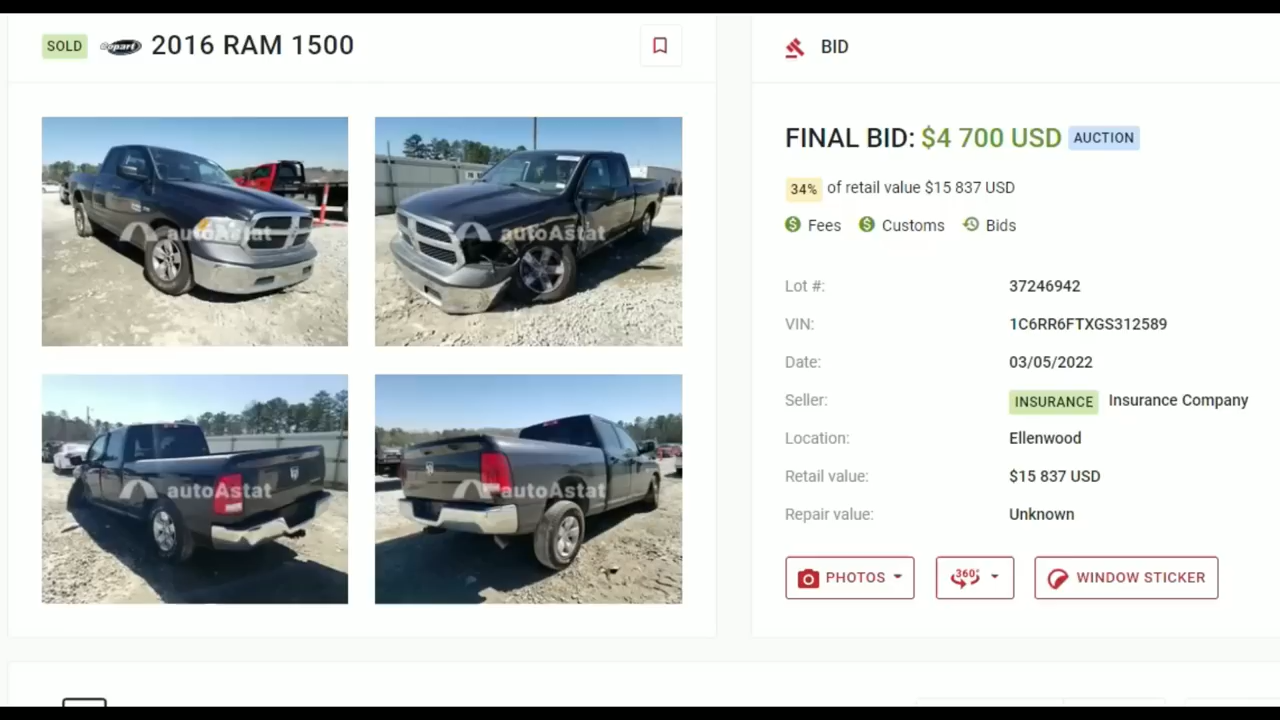 SOLD Copart 2016 RAM 1500
autoAstat
autoAstat
autoAstat
autoAstat
BID
FINAL BID: $4 700 USD AUCTION
34% of retail value $15 837 USD
Fees Customs Bids
Lot #: 37246942
VIN: 1C6RR6FTXGS312589
Date: 03/05/2022
Seller: INSURANCE Insurance Company
Location: Ellenwood
Retail value: $15 837 USD
Repair value: Unknown
PHOTOS 360° WINDOW STICKER